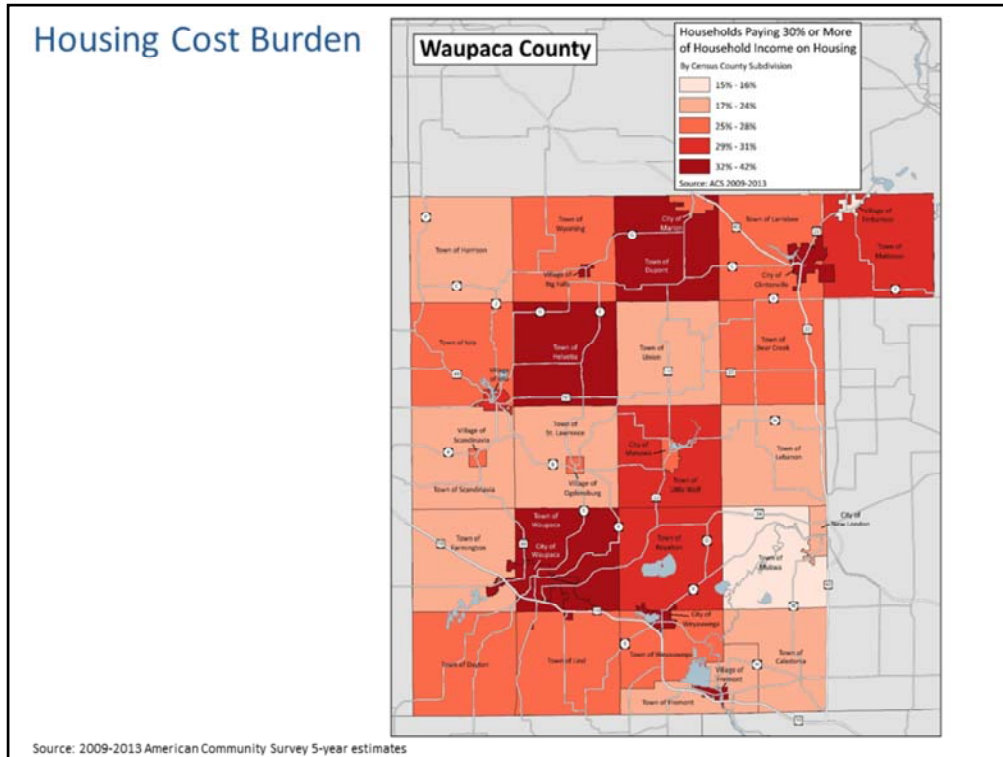 Housing Cost Burden
Waupaca County
Households Paying 30% or More
of Household Income on Housing
By Census County Subdivision
15% - 16%
17% - 24%
25% - 28%
29% - 31%
32% - 42%
Source: ACS 2009-2013
Town of Harrison
Town of
Wyoming
City of
Marion
Town of Larrabee
Village of
Embarrass
Town of
Matteson
Village of
Big Falls
Town of
Dupont
City of
Clintonville
Town of Iola
Village of
Iola
Town of
Helvetia
Town of
Union
Town of
Bear Creek
Village of
Scandinavia
Town of
St. Lawrence
City of
Manawa
Town of
Lebanon
Town of Scandinavia
Village of
Ogdensburg
Town of
Little Wolf
Town of
Farmington
Town of
Waupaca
City of
Waupaca
Town of
Royalton
Town of
Mukwa
City of
New London
City of
Weyauwega
Town of Dayton
Town of Lind
Town of Weyauwega
Village of
Fremont
Town of
Caledonia
Town of Fremont
Source: 2009-2013 American Community Survey 5-year estimates